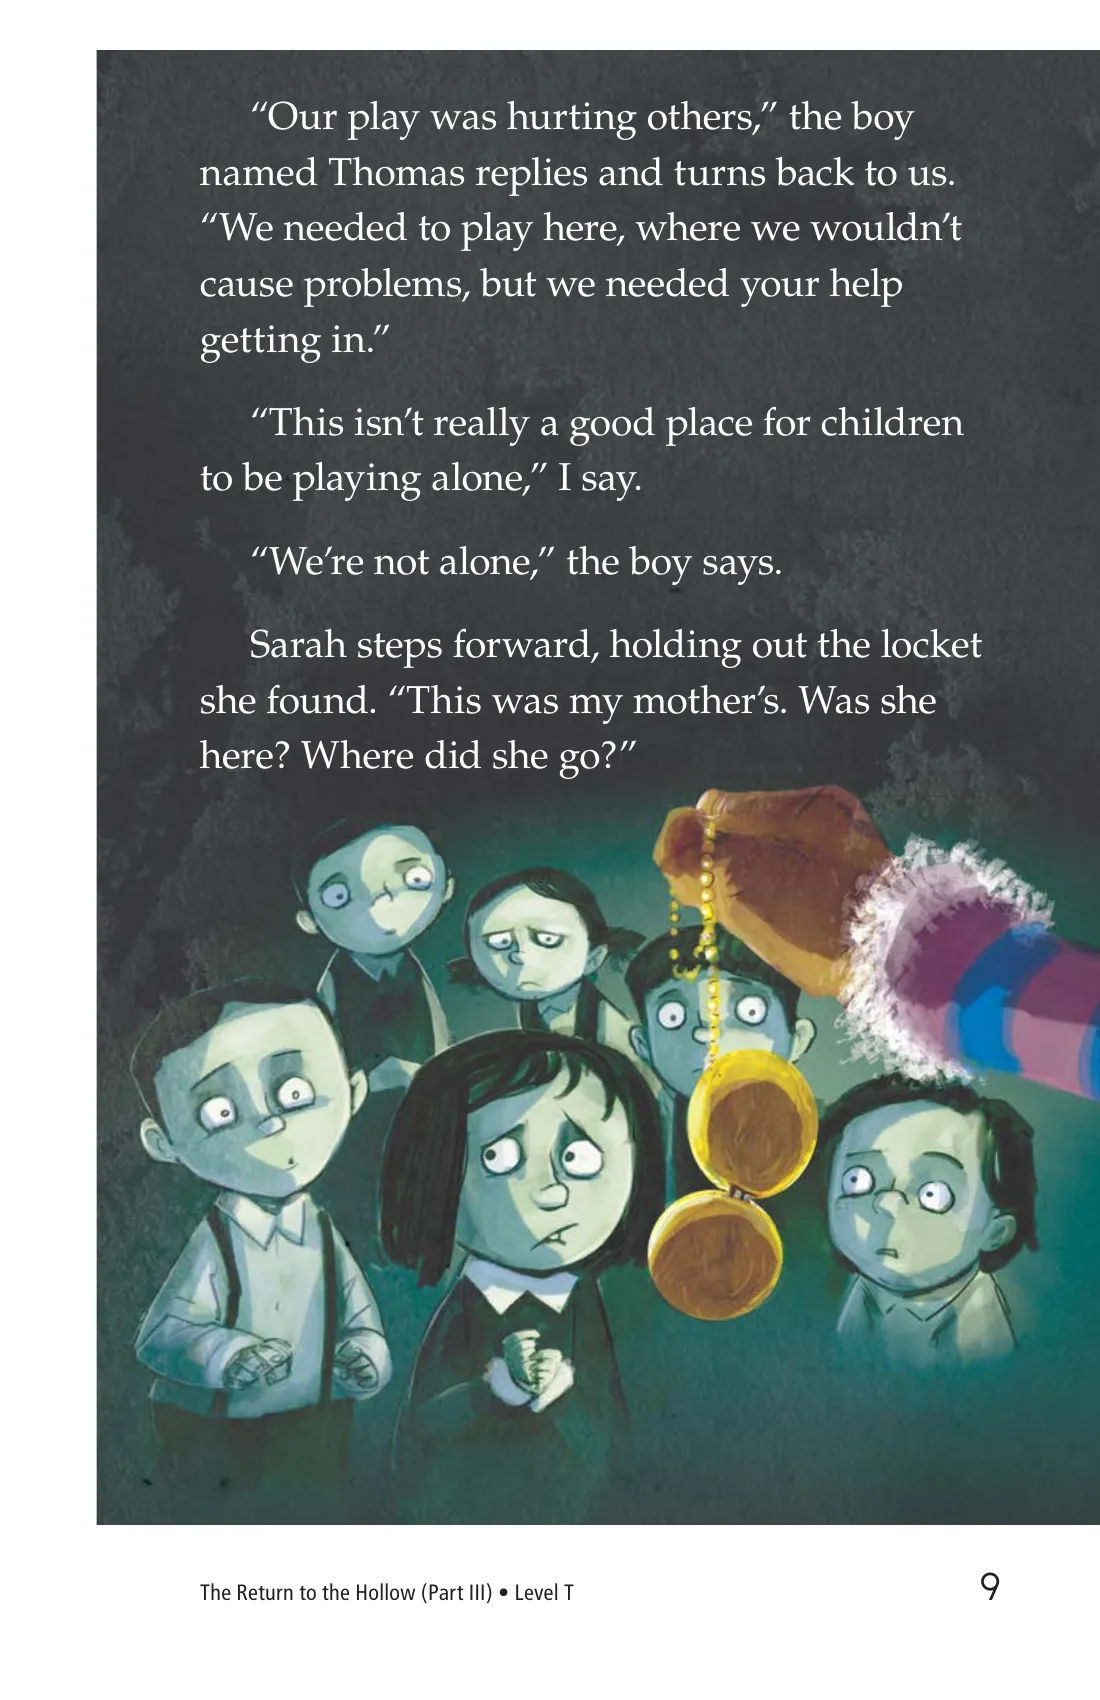 “Our play was hurting others,” the boy
named Thomas replies and turns back to us.
“We needed to play here, where we wouldn’t
cause problems, but we needed your help
getting in.”
“This isn’t really a good place for children
to be playing alone,” I say.
“We’re not alone,” the boy says.
Sarah steps forward, holding out the locket
she found. “This was my mother’s. Was she
here? Where did she go?”
The Return to the Hollow (Part III) • Level T
9